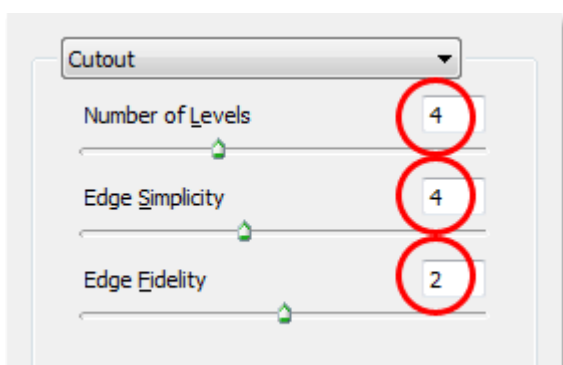 Cutout
Number of Levels 4
Edge Simplicity 4
Edge Fidelity 2